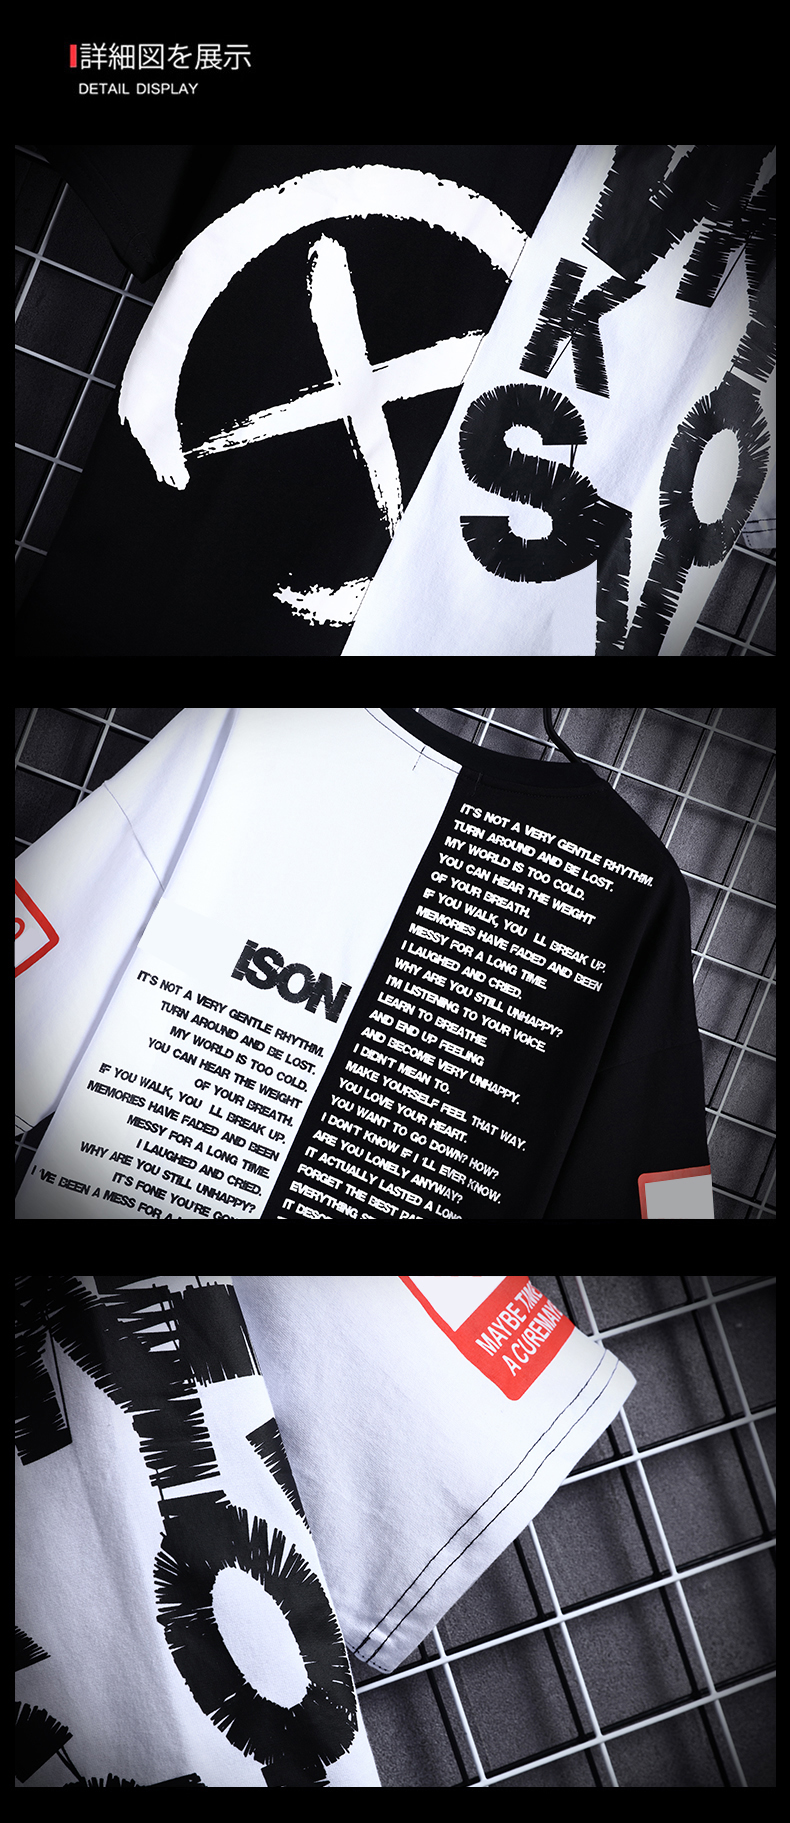 詳細図を展示
DETAIL DISPLAY
K
S
O
IT'S NOT A VERY GENTLE RHYTHM.
TURN AROUND AND BE LOST.
MY WORLD IS TOO COLD.
YOU CAN HEAR THE WEIGHT
OF YOUR BREATH.
IF YOU WALK, YOU LL BREAK UP.
MEMORIES HAVE FADED AND BEEN
MESSY FOR A LONG TIME.
I LAUGHED AND CRIED.
WHY ARE YOU STILL UNHAPPY?
I'M LISTENING TO YOUR VOICE.
LEARN TO BREATHE.
AND END UP FEELING
AND BECOME VERY UNHAPPY.
I DIDN'T MEAN TO.
MAKE YOURSELF FEEL THAT WAY.
YOU LOVE YOUR HEART.
YOU WANT TO GO DOWN? HOW?
I DON'T KNOW IF I 'LL EVER KNOW.
ARE YOU LONELY ANYWAY?
IT ACTUALLY LASTED A LONG
FORGET THE BEST
EVERYTHING
IT
ISON
IT'S NOT A VERY GENTLE RHYTHM.
TURN AROUND AND BE LOST.
MY WORLD IS TOO COLD.
YOU CAN HEAR THE WEIGHT
OF YOUR BREATH.
IF YOU WALK, YOU LL BREAK UP.
MEMORIES HAVE FADED AND BEEN
MESSY FOR A LONG TIME
I LAUGHED AND CRIED.
WHY ARE YOU STILL UNHAPPY?
IT'S FONE YOU'RE
I 'VE BEEN A MESS FOR A
MAYBE TIME
A CUREMAY
O